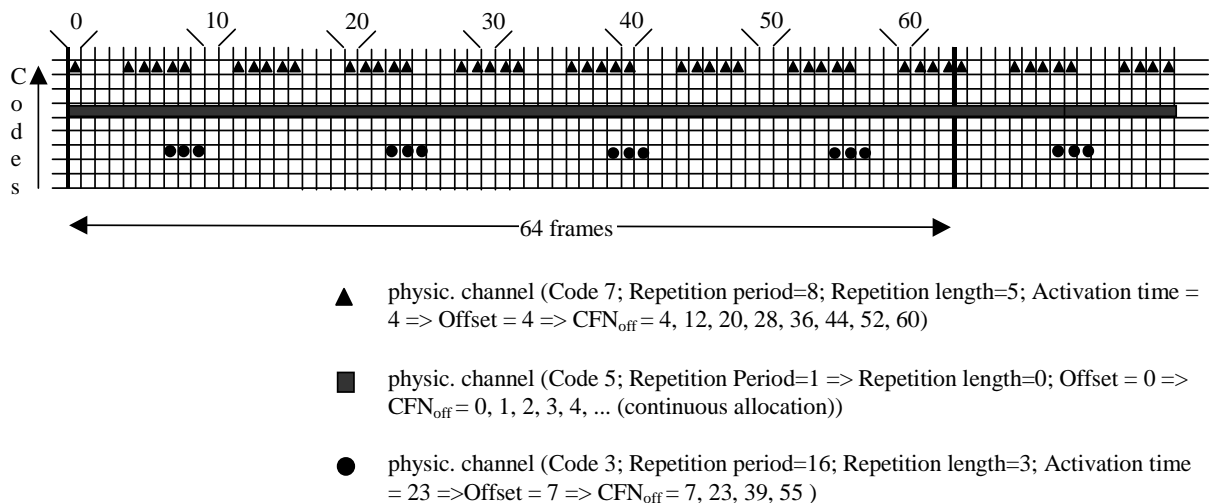 0 10 20 30 40 50 60
C
o
d
e
s
64 frames
physic. channel (Code 7; Repetition period=8; Repetition length=5; Activation time =
4 => Offset = 4 => CFNoff = 4, 12, 20, 28, 36, 44, 52, 60)
physic. channel (Code 5; Repetition Period=1 => Repetition length=0; Offset = 0 =>
CFNoff = 0, 1, 2, 3, 4, ... (continuous allocation))
physic. channel (Code 3; Repetition period=16; Repetition length=3; Activation time
= 23 =>Offset = 7 => CFNoff = 7, 23, 39, 55 )